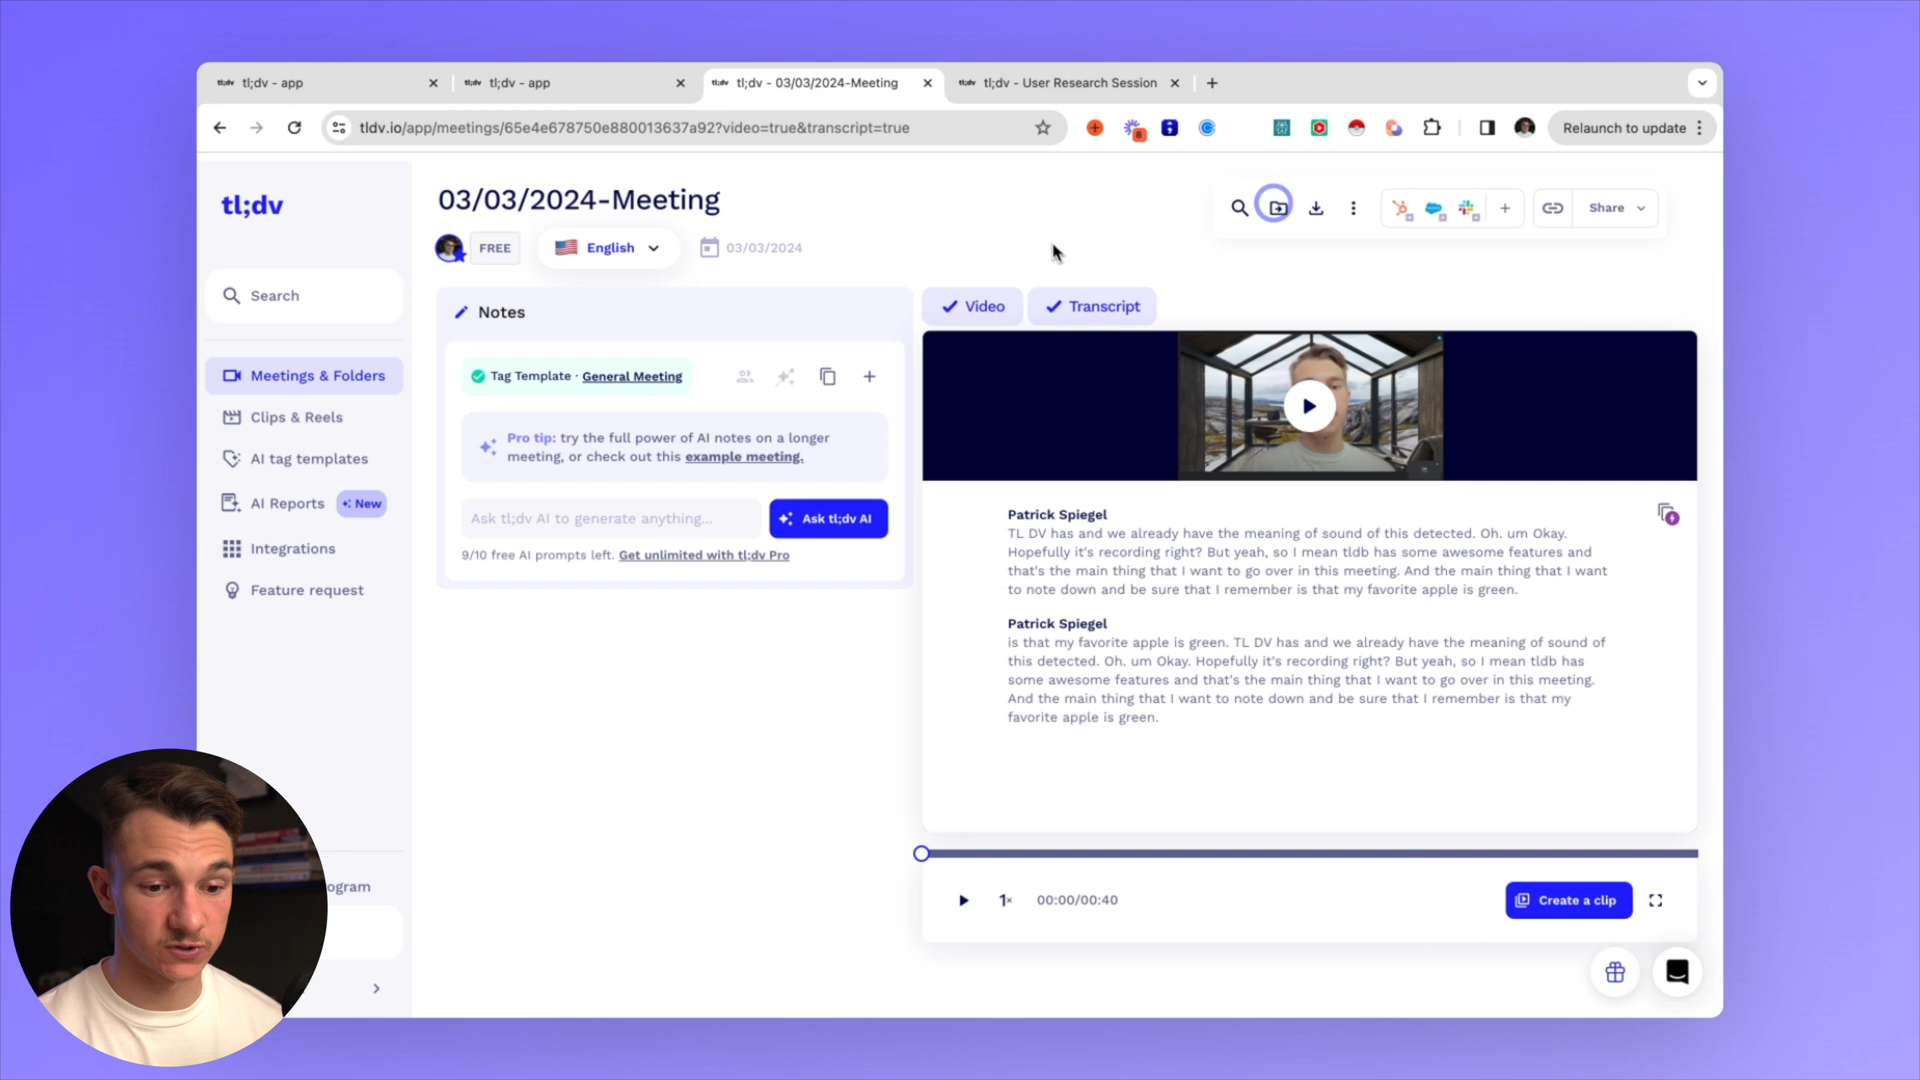 tl;dv tl;dv - app
tl;dv tl;dv - app
tl;dv tl;dv - 03/03/2024-Meeting
tl;dv tl;dv - User Research Session
tldv.io/app/meetings/65e4e678750e880013637a92?video=true&transcript=true
8
Relaunch to update
tl;dv
Search
Meetings & Folders
Clips & Reels
AI tag templates
AI Reports New
Integrations
Feature request
ogram
03/03/2024-Meeting
FREE
English
03/03/2024
Share
Notes
Tag Template · General Meeting
Pro tip: try the full power of AI notes on a longer
meeting, or check out this example meeting.
Ask tl;dv AI to generate anything...
Ask tl;dv AI
9/10 free AI prompts left. Get unlimited with tl;dv Pro
Video
Transcript
Patrick Spiegel
TL DV has and we already have the meaning of sound of this detected. Oh. um Okay.
Hopefully it's recording right? But yeah, so I mean tldb has some awesome features and
that's the main thing that I want to go over in this meeting. And the main thing that I want
to note down and be sure that I remember is that my favorite apple is green.
Patrick Spiegel
is that my favorite apple is green. TL DV has and we already have the meaning of sound of
this detected. Oh. um Okay. Hopefully it's recording right? But yeah, so I mean tldb has
some awesome features and that's the main thing that I want to go over in this meeting.
And the main thing that I want to note down and be sure that I remember is that my
favorite apple is green.
1×
00:00/00:40
Create a clip